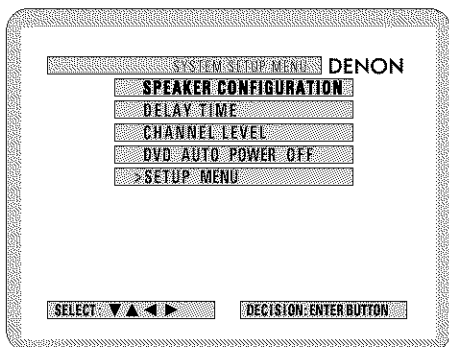 SYSTEM SETUP MENU DENON
SPEAKER CONFIGURATION
DELAY TIME
CHANNEL LEVEL
DVD AUTO POWER OFF
>SETUP MENU
SELECT: ▼ ▲ ◄ ► DECISION: ENTER BUTTON